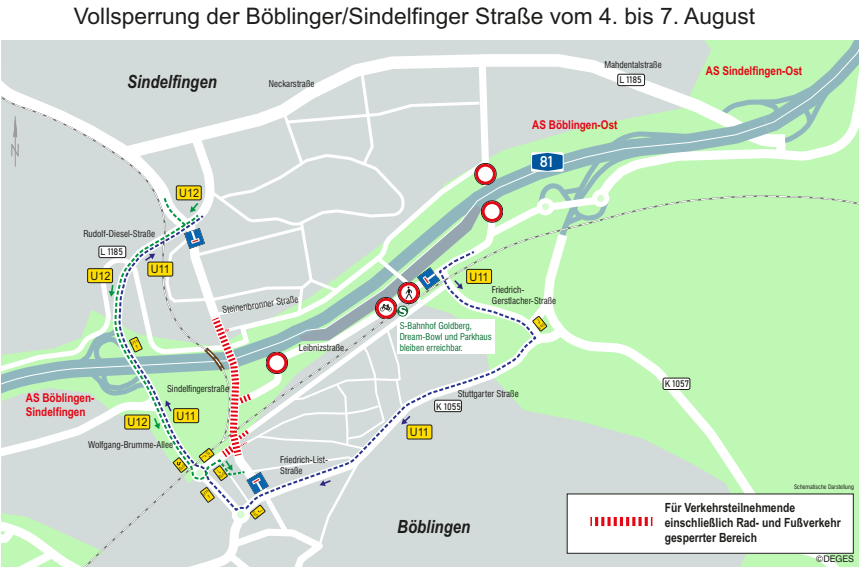 Vollsperrung der Böblinger/Sindelfinger Straße vom 4. bis 7. August
Sindelfingen
Neckarstraße
Mahdentalstraße
L 1185
AS Sindelfingen-Ost
AS Böblingen-Ost
81
N
U12
Rudolf-Diesel-Straße
L 1185
U12
U11
U11
Friedrich-
Gerstlacher-Straße
Steinenbronner Straße
S
S-Bahnhof Goldberg,
Dream-Bowl und Parkhaus
bleiben erreichbar.
Leibnizstraße
Sindelfingerstraße
AS Böblingen-
Sindelfingen
K 1057
Stuttgarter Straße
K 1055
U12
U11
U11
Wolfgang-Brumme-Allee
Friedrich-List-
Straße
Böblingen
Schematische Darstellung
Für Verkehrsteilnehmende
einschließlich Rad- und Fußverkehr
gesperrter Bereich
©DEGES